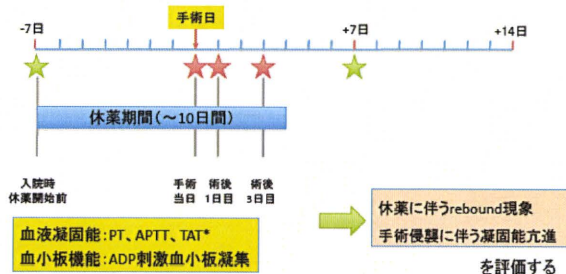 手術日
-7日
+7日
+14日
休薬期間(～10日間)
入院時
休薬開始前
手術
当日
術後
1日目
術後
3日目
血液凝固能:PT、APTT、TAT*
血小板機能:ADP刺激血小板凝集
休薬に伴うrebound現象
手術侵襲に伴う凝固能亢進
を評価する